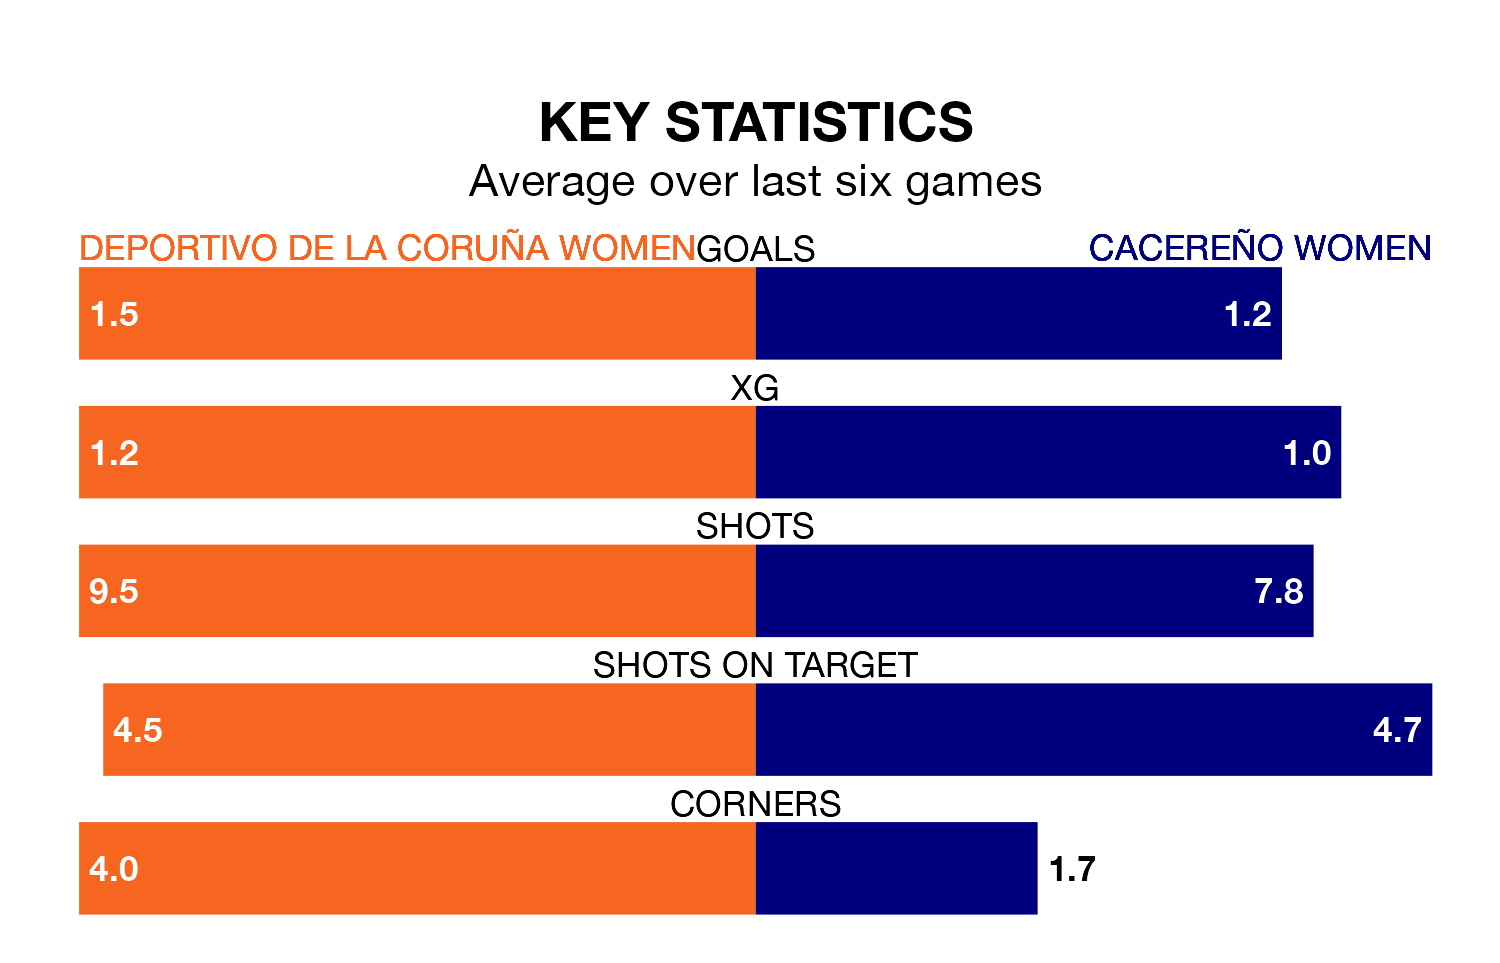 KEY STATISTICS
Average over last six games
DEPORTIVO DE LA CORUÑA WOMEN GOALS CACEREÑO WOMEN
1.5 1.2
XG
1.2 1.0
SHOTS
9.5 7.8
SHOTS ON TARGET
4.5 4.7
CORNERS
4.0 1.7